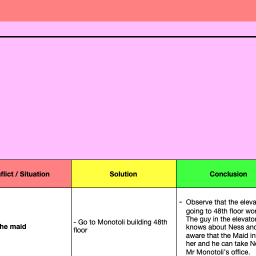 flict / Situation
Solution
Conclusion
he maid
- Go to Monotoli building 48th
floor
- Observe that the eleva
going to 48th floor wor
The guy in the elevator
knows about Ness and
aware that the Maid in
her and he can take Ne
Mr Monotoli's office.